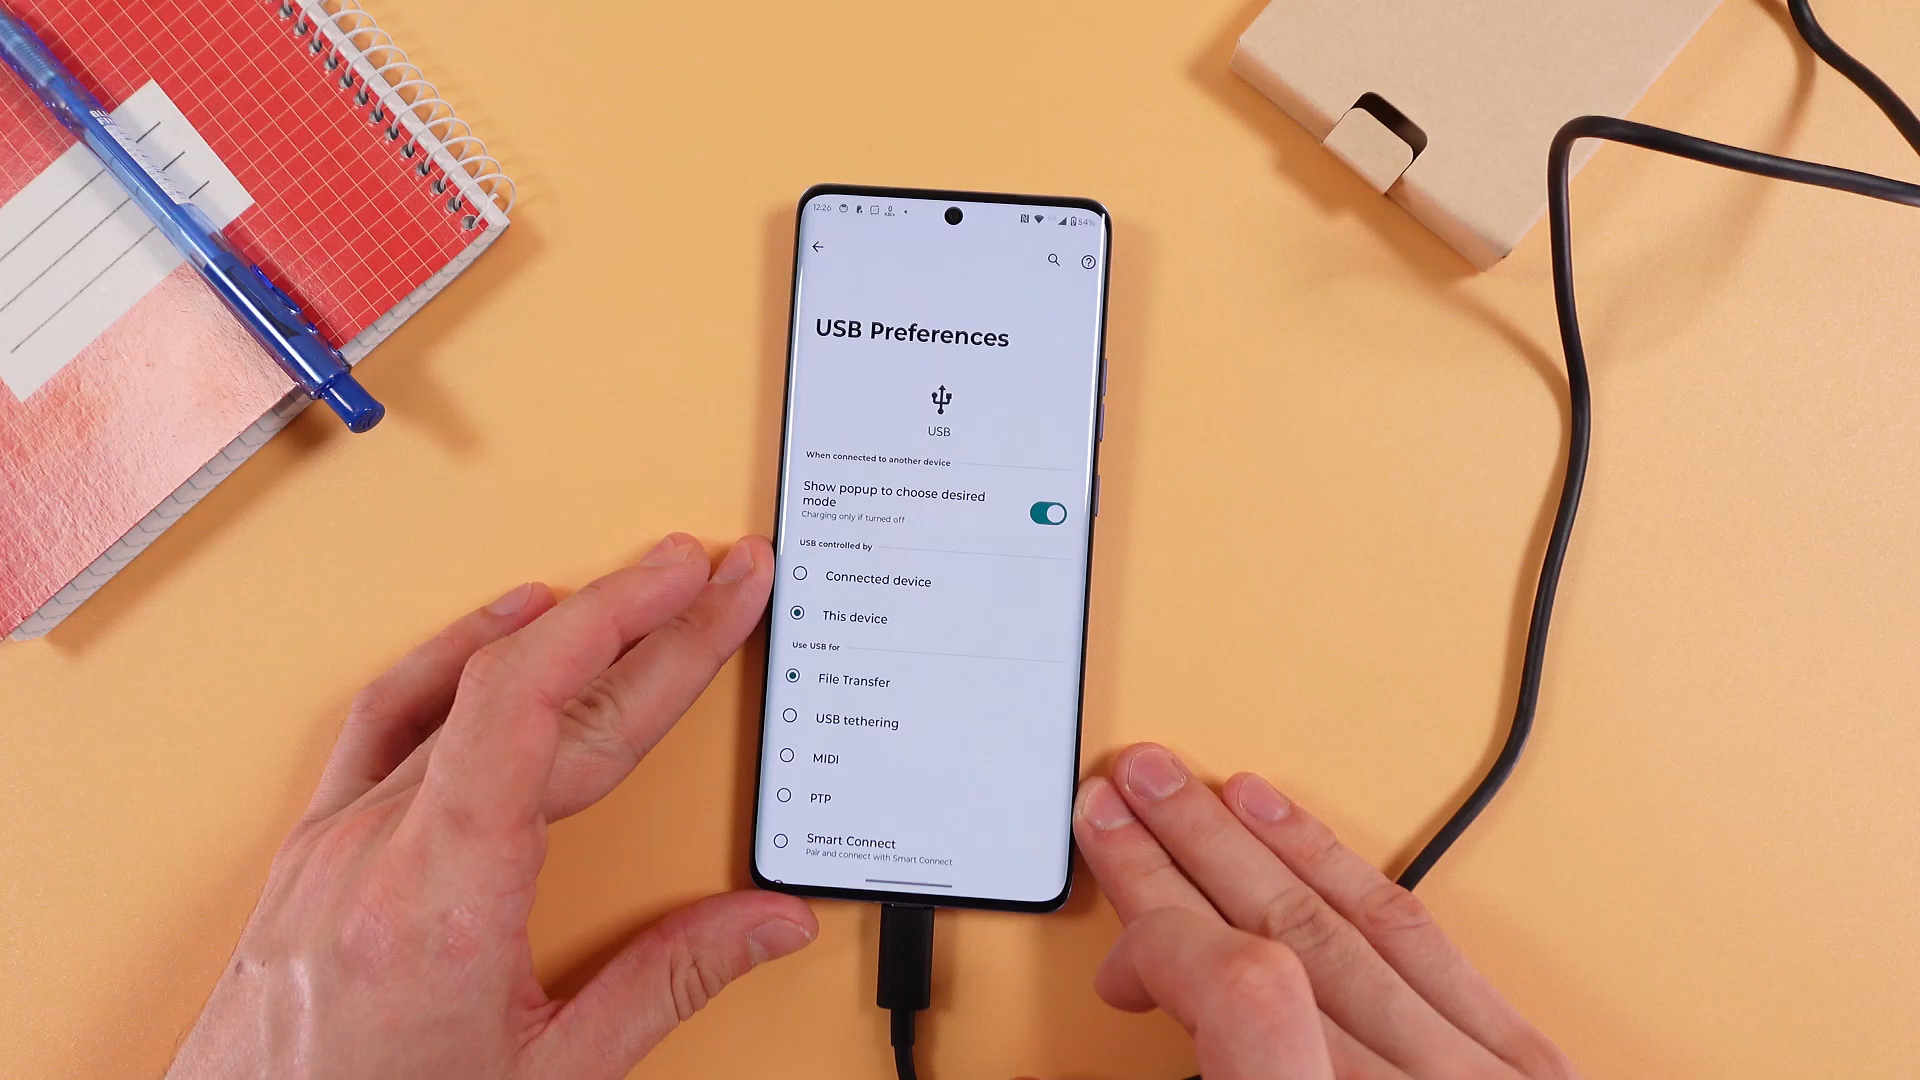 12:26
54%
USB Preferences
USB
When connected to another device
Show popup to choose desired
mode
Charging only if turned off
USB controlled by
Connected device
This device
Use USB for
File Transfer
USB tethering
MIDI
PTP
Smart Connect
Pair and connect with Smart Connect